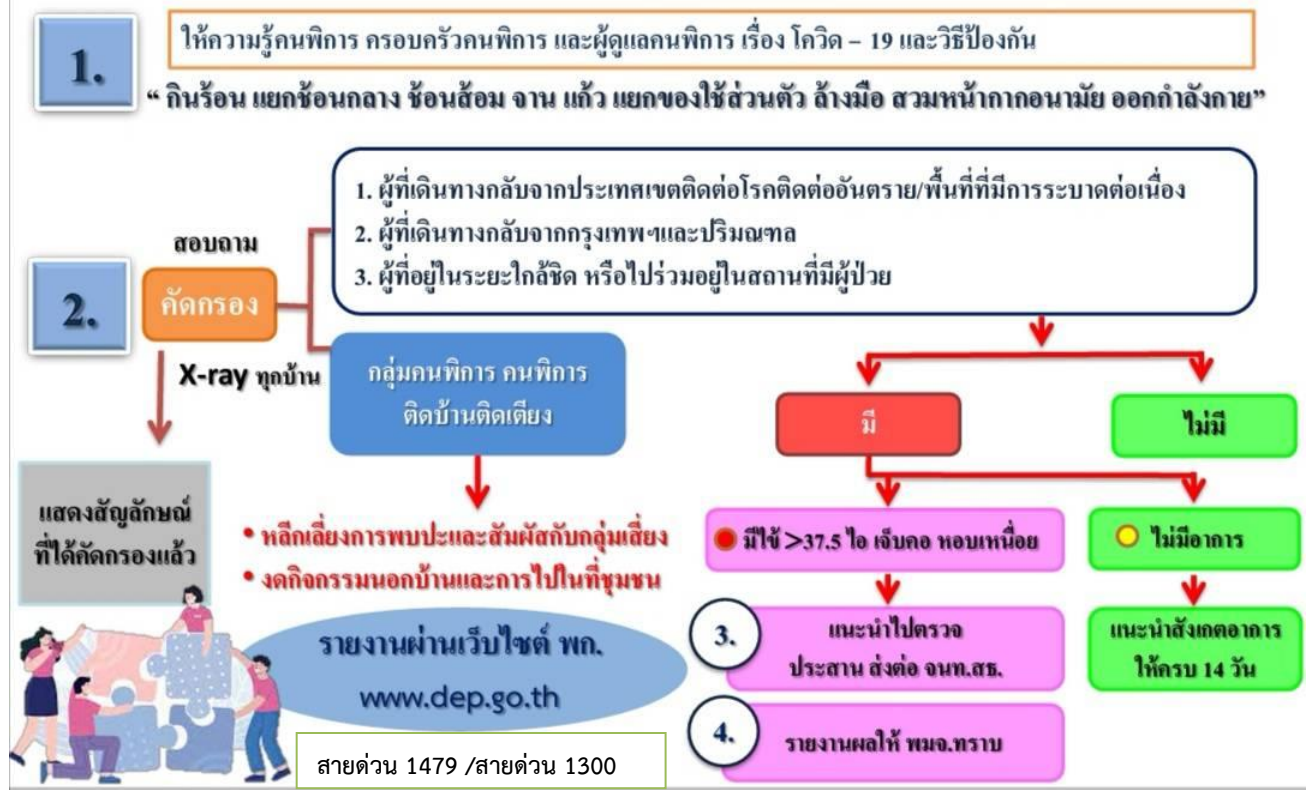 1.
ให้ความรู้คนพิการ ครอบครัวคนพิการ และผู้ดูแลคนพิการ เรื่อง โควิด – 19 และวิธีป้องกัน
“ กินร้อน แยกช้อนกลาง ช้อนส้อม จาน แก้ว แยกของใช้ส่วนตัว ล้างมือ สวมหน้ากากอนามัย ออกกำลังกาย”
2.
สอบถาม
คัดกรอง
X-ray ทุกบ้าน
1. ผู้ที่เดินทางกลับจากประเทศเขตติดต่อโรคติดต่ออันตราย/พื้นที่ที่มีการระบาดต่อเนื่อง
2. ผู้ที่เดินทางกลับจากกรุงเทพฯและปริมณฑล
3. ผู้ที่อยู่ในระยะใกล้ชิด หรือไปร่วมอยู่ในสถานที่มีผู้ป่วย
กลุ่มคนพิการ คนพิการ
ติดบ้านติดเตียง
มี
ไม่มี
แสดงสัญลักษณ์
ที่ได้คัดกรองแล้ว
• หลีกเลี่ยงการพบปะและสัมผัสกับกลุ่มเสี่ยง
• งดกิจกรรมนอกบ้านและการไปในที่ชุมชน
มีไข้ >37.5 ไอ เจ็บคอ หอบเหนื่อย
ไม่มีอาการ
3.
แนะนำไปตรวจ
ประสาน ส่งต่อ จนท.สธ.
แนะนำสังเกตอาการ
ให้ครบ 14 วัน
รายงานผ่านเว็บไซต์ พก.
www.dep.go.th
4.
รายงานผลให้ พมจ.ทราบ
สายด่วน 1479 /สายด่วน 1300